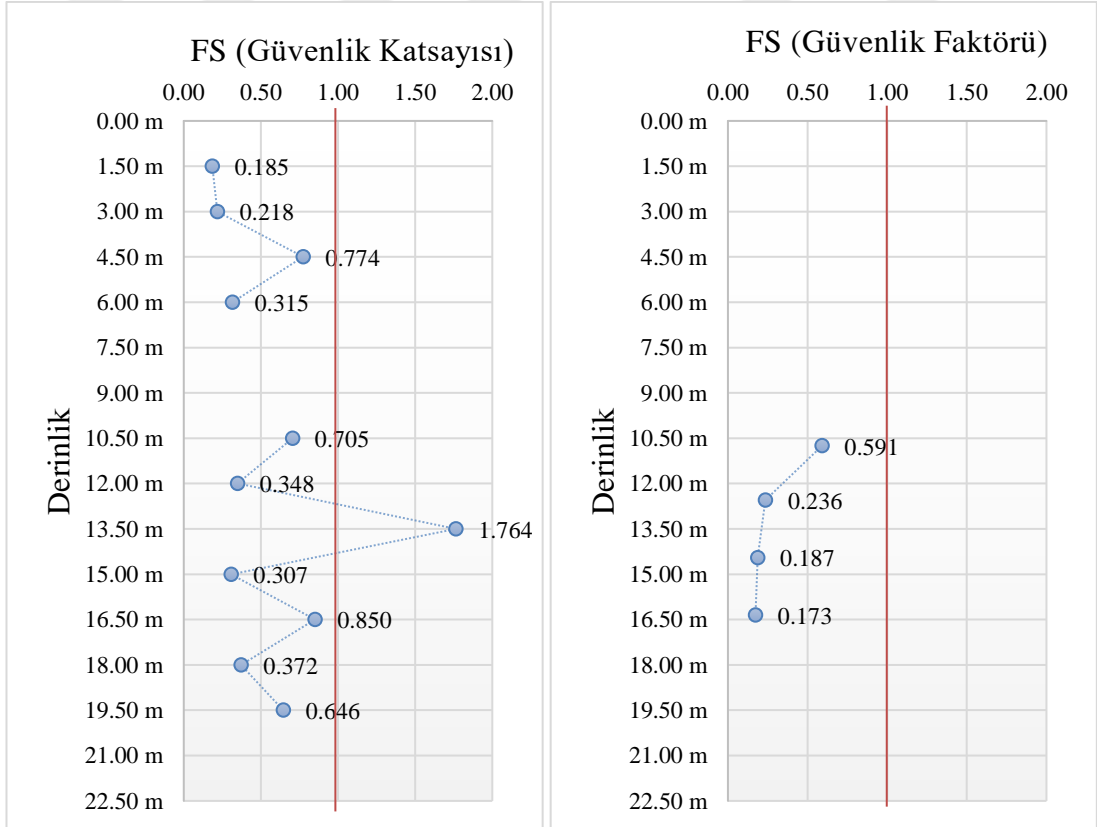 FS (Güvenlik Katsayısı)
0.00 0.50 1.00 1.50 2.00
0.00 m
1.50 m
3.00 m
4.50 m
6.00 m
7.50 m
9.00 m
10.50 m
12.00 m
13.50 m
15.00 m
16.50 m
18.00 m
19.50 m
21.00 m
22.50 m
Derinlik
0.185
0.218
0.774
0.315
0.705
0.348
1.764
0.307
0.850
0.372
0.646
FS (Güvenlik Faktörü)
0.00 0.50 1.00 1.50 2.00
0.00 m
1.50 m
3.00 m
4.50 m
6.00 m
7.50 m
9.00 m
10.50 m
12.00 m
13.50 m
15.00 m
16.50 m
18.00 m
19.50 m
21.00 m
22.50 m
Derinlik
0.591
0.236
0.187
0.173